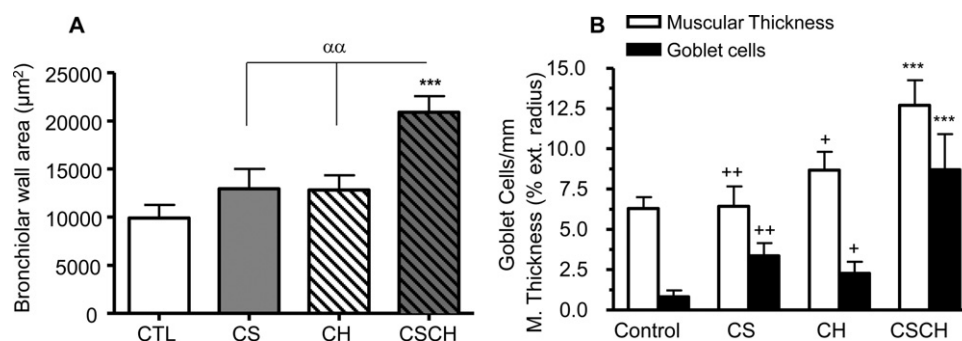 A
αα
Bronchiolar wall area (μm²)
25000
20000
15000
10000
5000
0
***
CTL
CS
CH
CSCH
B
Muscular Thickness
Goblet cells
Goblet Cells/mm
M. Thickness (% ext. radius)
15.0
12.5
10.0
7.5
5.0
2.5
0.0
++
++
+
+
***
***
Control
CS
CH
CSCH